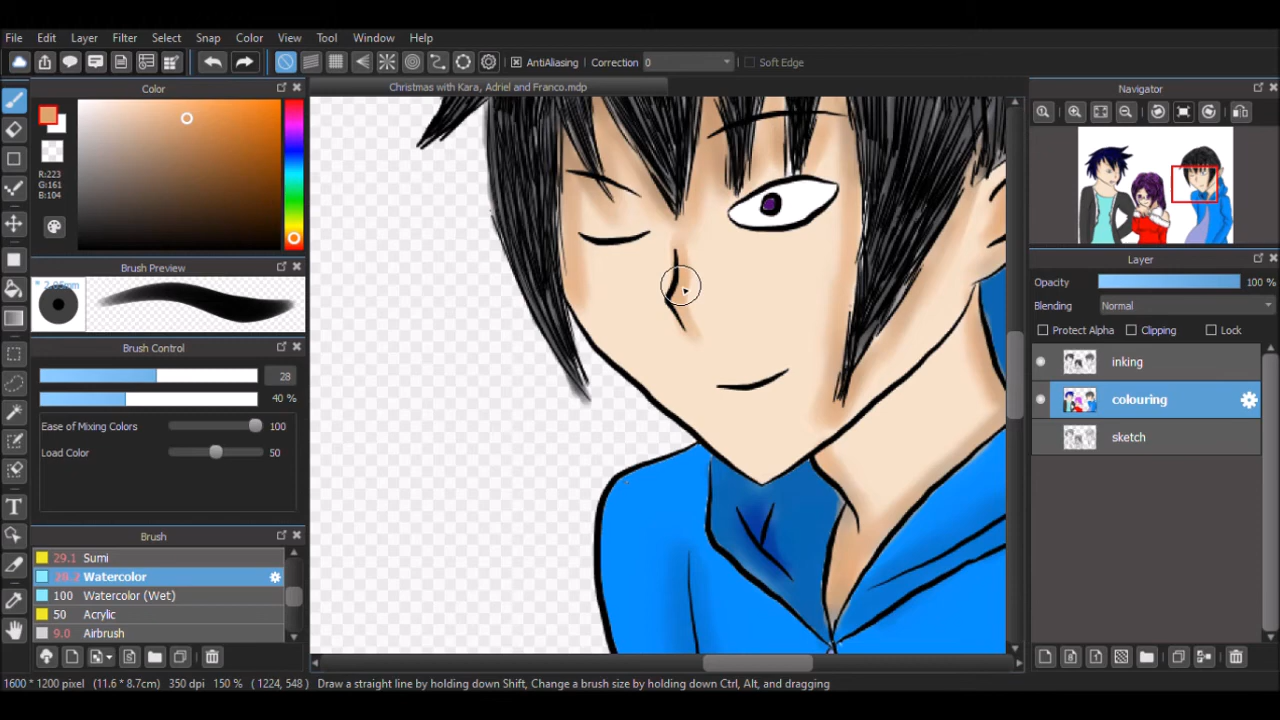 File Edit Layer Filter Select Snap Color Tool Window Help
AntiAliasing Correction 0 Soft Edge
Color
Christmas with Kara, Adriel and Franco.mdp
Navigator
R:223
G:161
B:104
Brush Preview
Layer
Opacity 100 %
Blending Normal
Protect Alpha Clipping Lock
Brush Control
28
40 %
inking
colouring
sketch
Ease of Mixing Colors 100
Load Color 50
Brush
29.1 Sumi
Watercolor
100 Watercolor (Wet)
50 Acrylic
9.0 Airbrush
1600 * 1200 pixel (11.6 * 8.7cm) 350 dpi 150 % ( 1224, 548 ) Draw a straight line by holding down Shift, Change a brush size by holding down Ctrl, Alt, and dragging